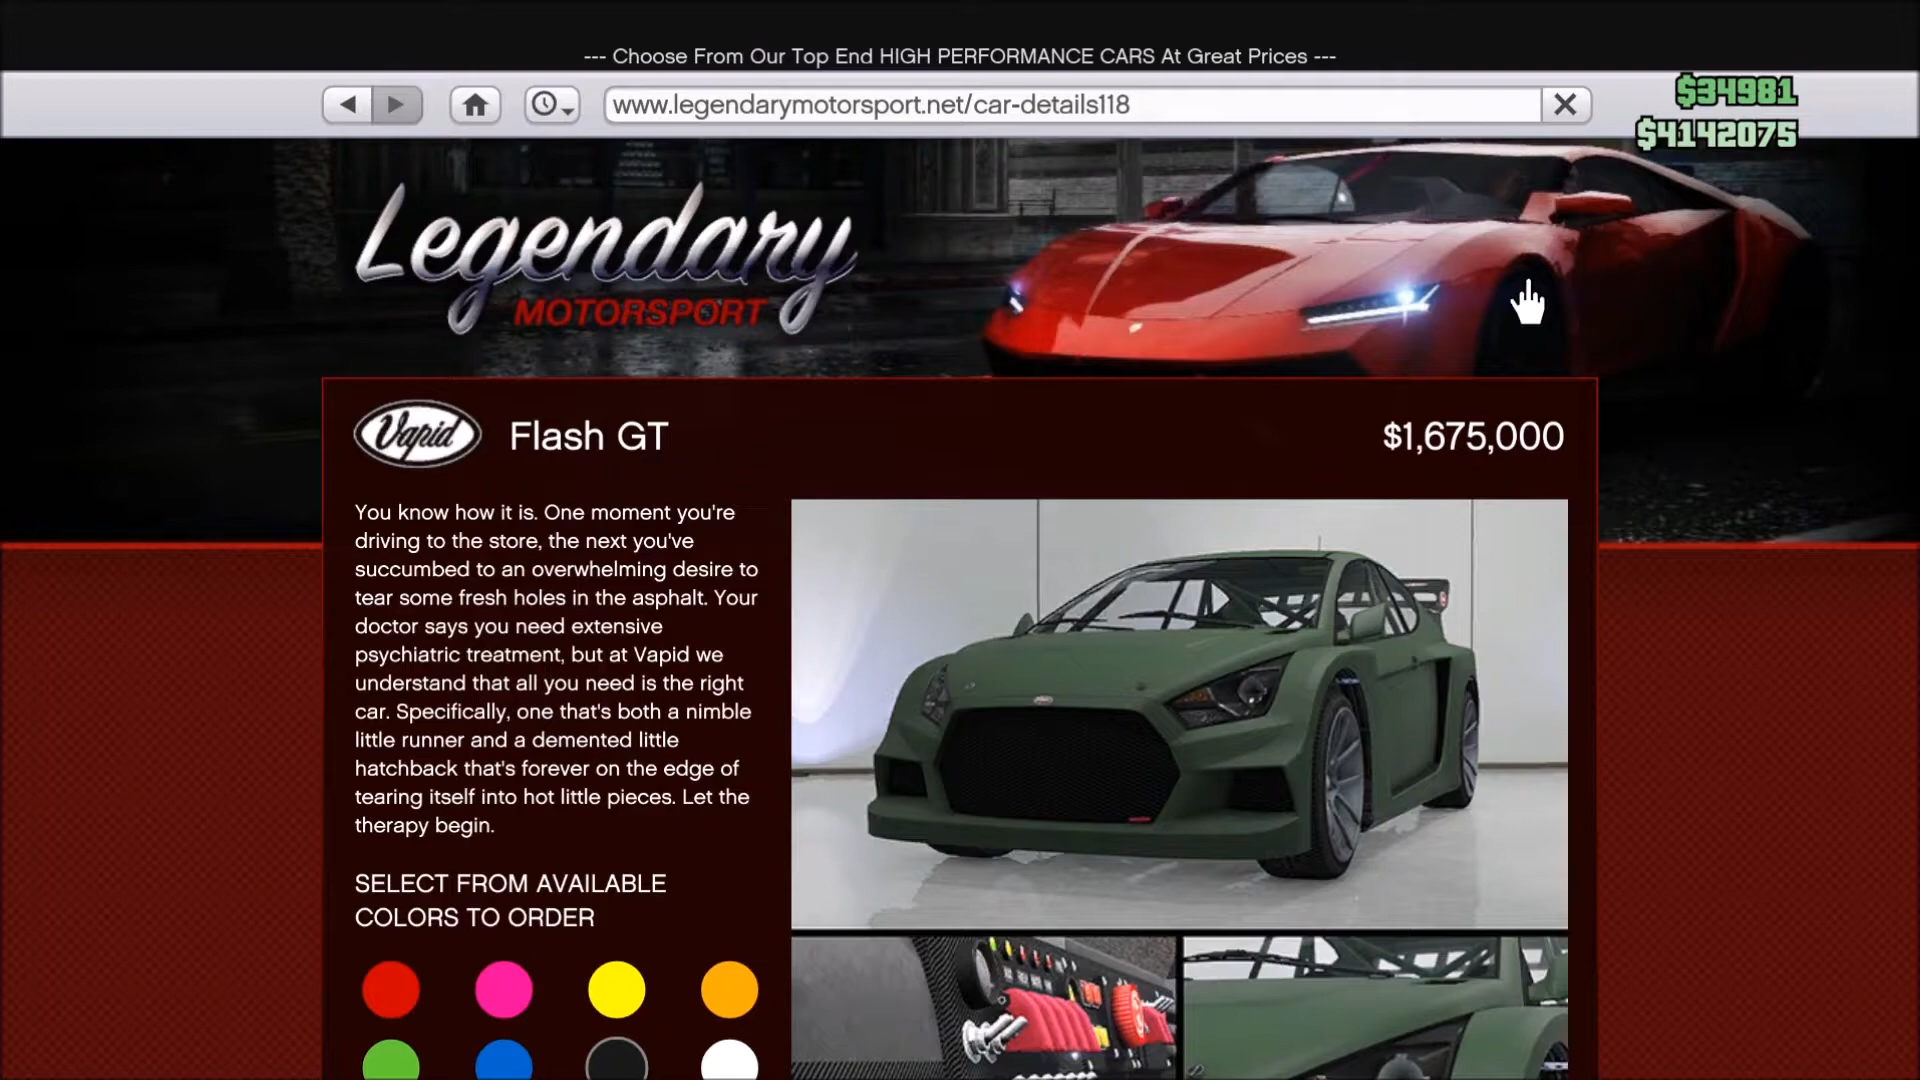 --- Choose From Our Top End HIGH PERFORMANCE CARS At Great Prices ---
www.legendarymotorsport.net/car-details118
$34981
$4142075
Legendary
MOTORSPORT
Vapid
Flash GT
$1,675,000
You know how it is. One moment you're
driving to the store, the next you've
succumbed to an overwhelming desire to
tear some fresh holes in the asphalt. Your
doctor says you need extensive
psychiatric treatment, but at Vapid we
understand that all you need is the right
car. Specifically, one that's both a nimble
little runner and a demented little
hatchback that's forever on the edge of
tearing itself into hot little pieces. Let the
therapy begin.
SELECT FROM AVAILABLE
COLORS TO ORDER